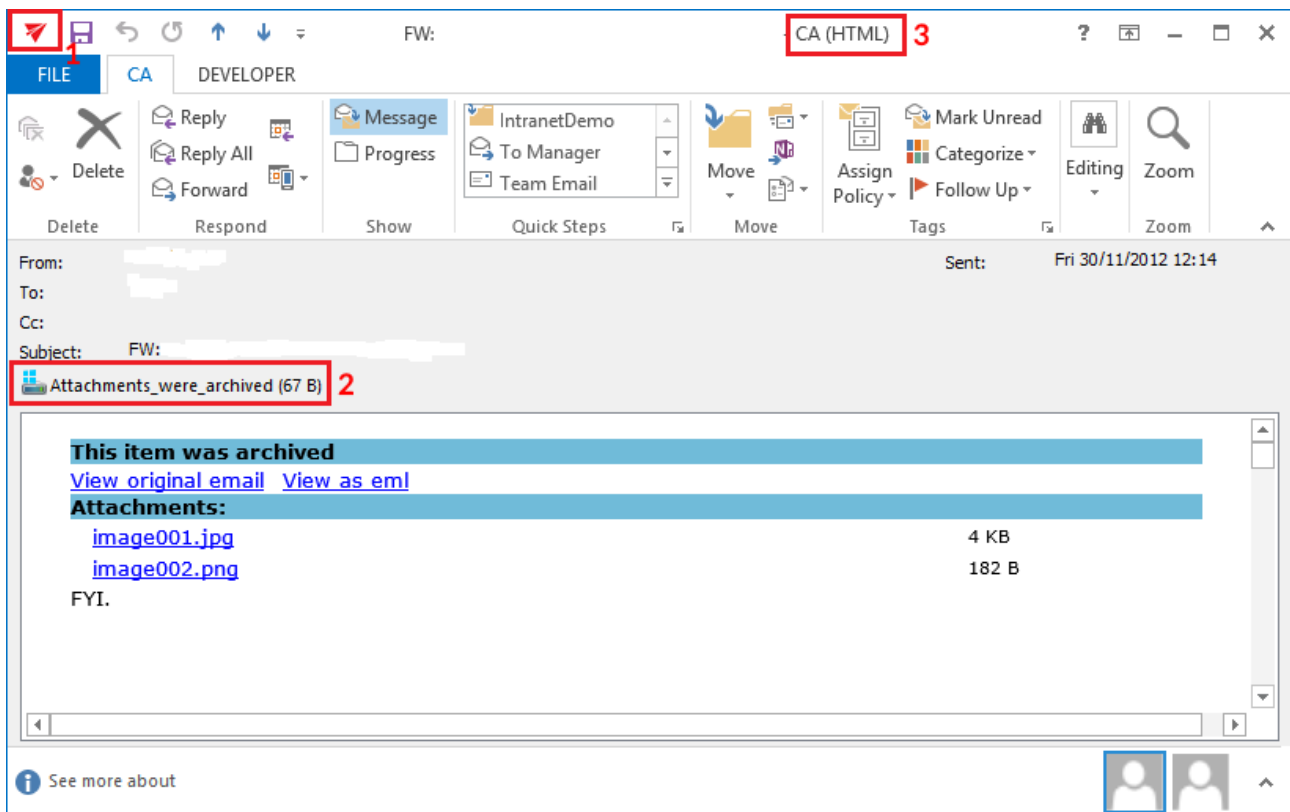 FW: - CA (HTML) 3 ?
1
FILE CA DEVELOPER
Delete
Reply
Reply All
Forward
Message
Progress
IntranetDemo
To Manager
Team Email
Move
Assign
Policy
Mark Unread
Categorize
Follow Up
Editing
Zoom
Delete Respond Show Quick Steps Move Tags Zoom
From: Sent: Fri 30/11/2012 12:14
To:
Cc:
Subject: FW:
Attachments_were_archived (67 B) 2
This item was archived
View original email View as eml
Attachments:
image001.jpg 4 KB
image002.png 182 B
FYI.
See more about